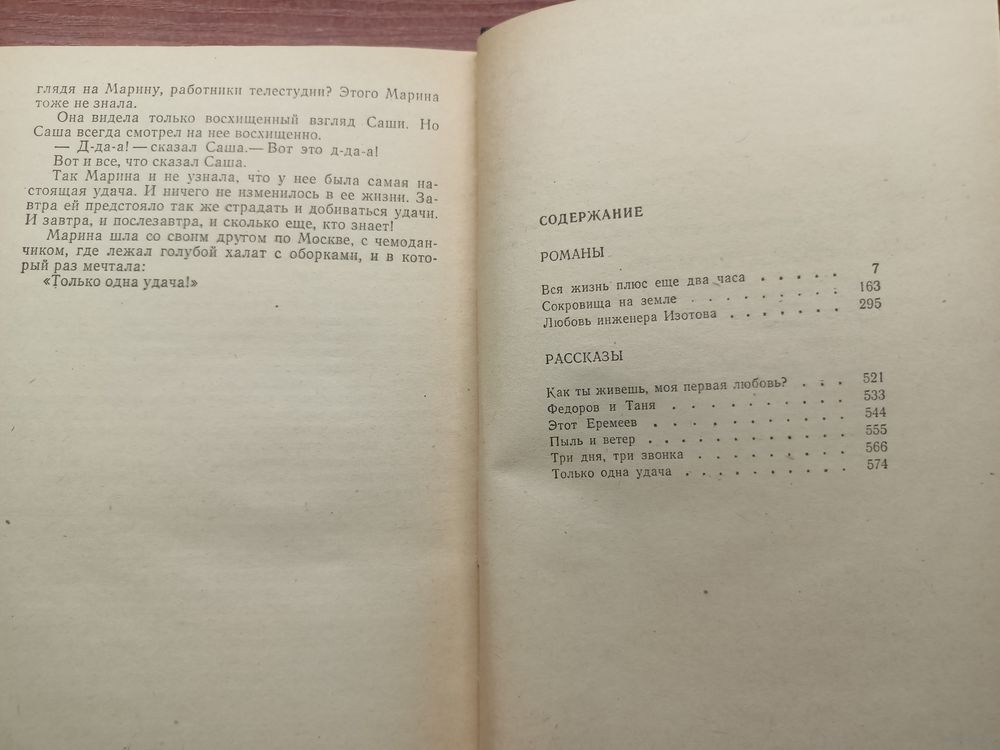 глядя на Марину, работники телестудии? Этого Марина
тоже не знала.
Она видела только восхищенный взгляд Саши. Но
Саша всегда смотрел на нее восхищенно.
— Д-да-а! — сказал Саша.— Вот это д-да-а!
Вот и все, что сказал Саша.
Так Марина и не узнала, что у нее была самая на-
стоящая удача. И ничего не изменилось в ее жизни. За-
втра ей предстояло так же страдать и добиваться удачи.
И завтра, и послезавтра, и сколько еще, кто знает!
Марина шла со своим другом по Москве, с чемодан-
чиком, где лежал голубой халат с оборками, и в кото-
рый раз мечтала:
«Только одна удача!»
СОДЕРЖАНИЕ
РОМАНЫ
Вся жизнь плюс еще два часа . . . . . 7
Сокровища на земле . . . . . . . . 163
Любовь инженера Изотова . . . . . . . 295
РАССКАЗЫ
Как ты живешь, моя первая любовь? . . . 521
Федоров и Таня . . . . . . . . . 533
Этот Еремеев . . . . . . . . . . 544
Пыль и ветер . . . . . . . . . . 555
Три дня, три звонка . . . . . . . . 566
Только одна удача . . . . . . . . . 574